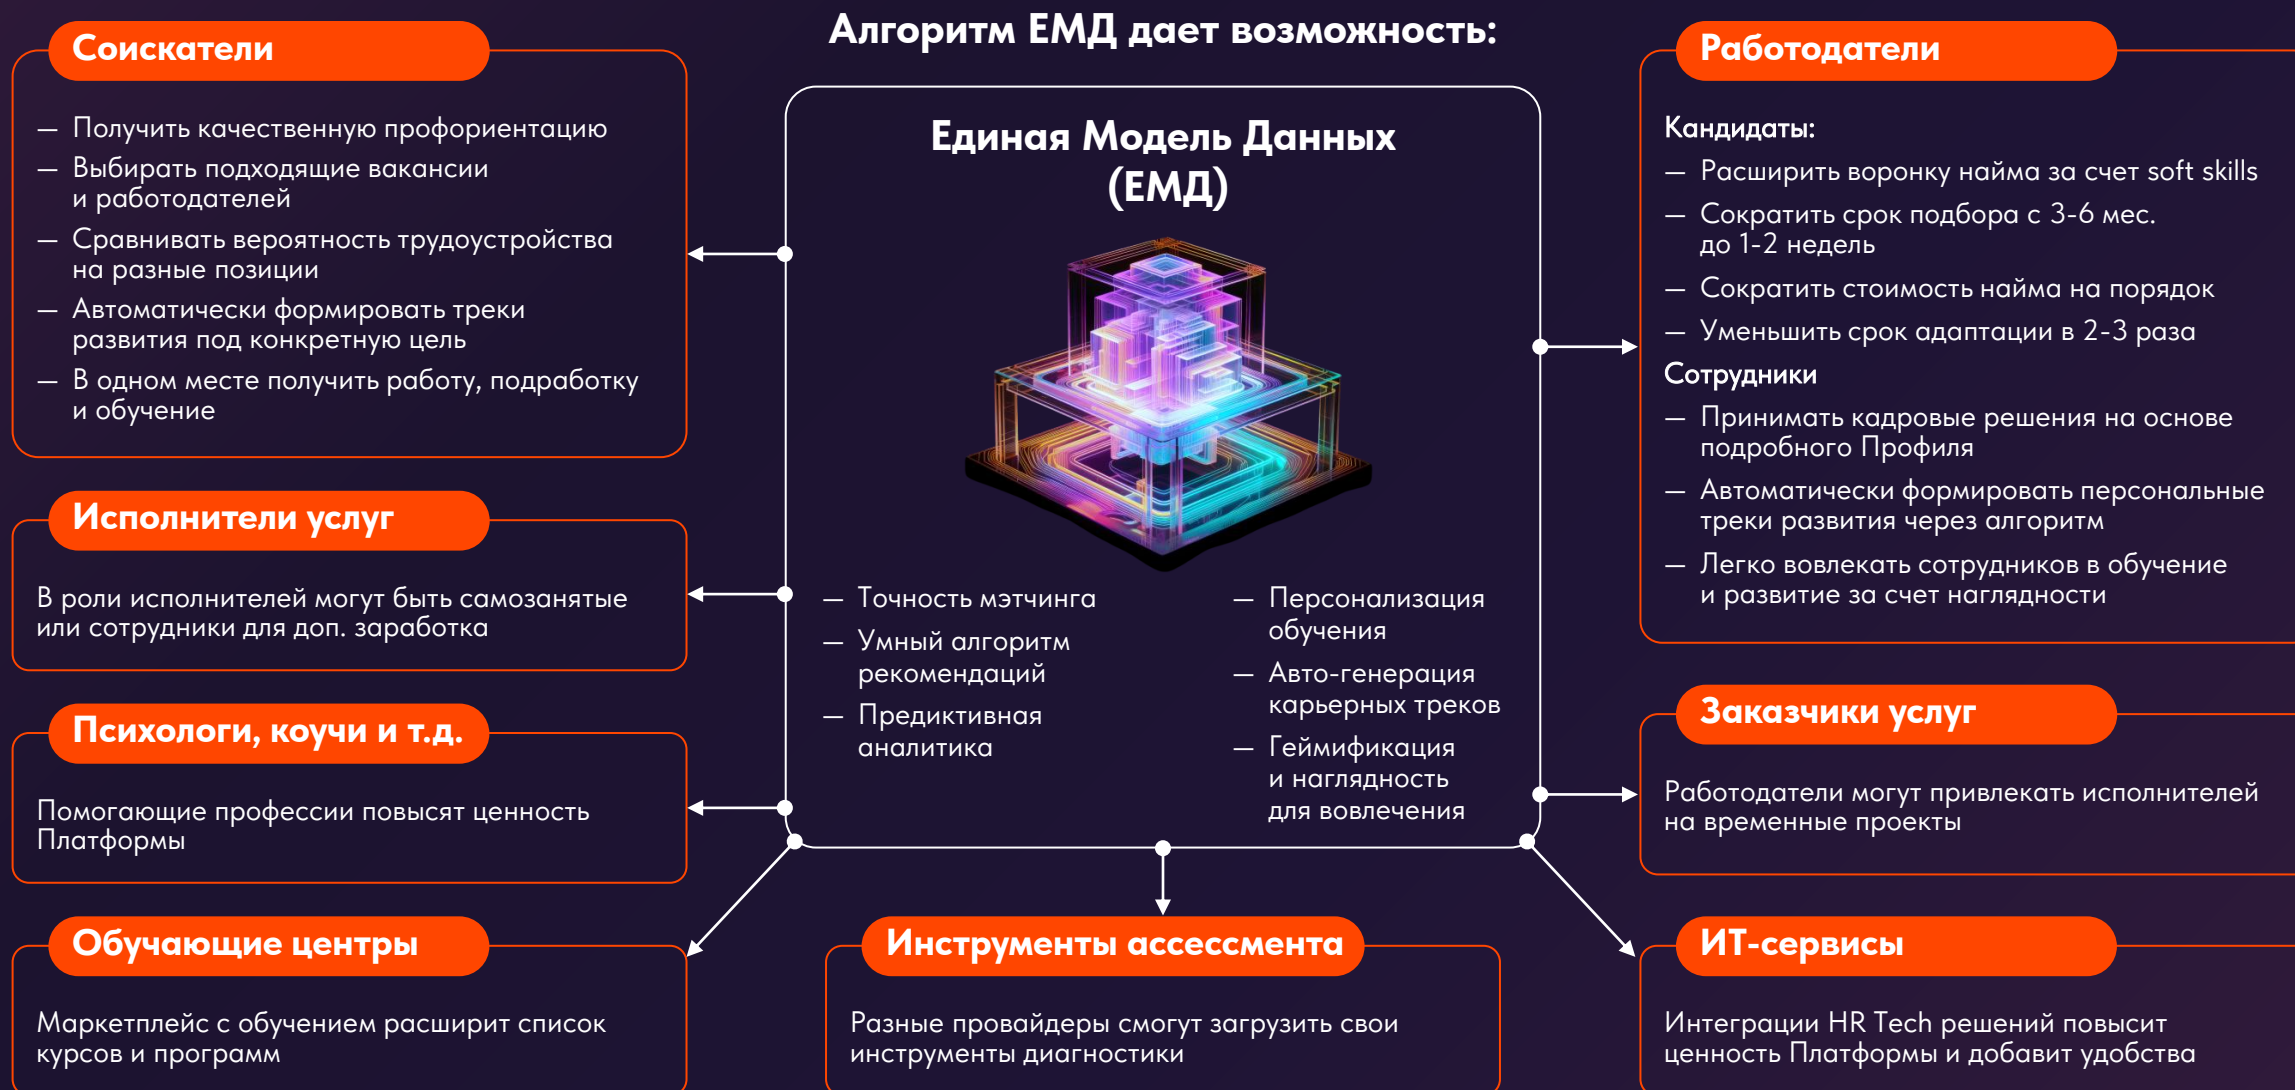 Алгоритм ЕМД дает возможность:
Соискатели
— Получить качественную профориентацию
— Выбирать подходящие вакансии
и работодателей
— Сравнивать вероятность трудоустройства
на разные позиции
— Автоматически формировать треки
развития под конкретную цель
— В одном месте получить работу, подработку
и обучение
Исполнители услуг
В роли исполнителей могут быть самозанятые
или сотрудники для доп. заработка
Психологи, коучи и т.д.
Помогающие профессии повысят ценность
Платформы
Обучающие центры
Маркетплейс с обучением расширит список
курсов и программ
Единая Модель Данных
(ЕМД)
— Точность мэтчинга
— Умный алгоритм
рекомендаций
— Предиктивная
аналитика
— Персонализация
обучения
— Авто-генерация
карьерных треков
— Геймификация
и наглядность
для вовлечения
Инструменты ассессмента
Разные провайдеры смогут загрузить свои
инструменты диагностики
Работодатели
Кандидаты:
— Расширить воронку найма за счет soft skills
— Сократить срок подбора с 3-6 мес.
до 1-2 недель
— Сократить стоимость найма на порядок
— Уменьшить срок адаптации в 2-3 раза
Сотрудники
— Принимать кадровые решения на основе
подробного Профиля
— Автоматически формировать персональные
треки развития через алгоритм
— Легко вовлекать сотрудников в обучение
и развитие за счет наглядности
Заказчики услуг
Работодатели могут привлекать исполнителей
на временные проекты
ИТ-сервисы
Интеграции HR Tech решений повысит
ценность Платформы и добавит удобства